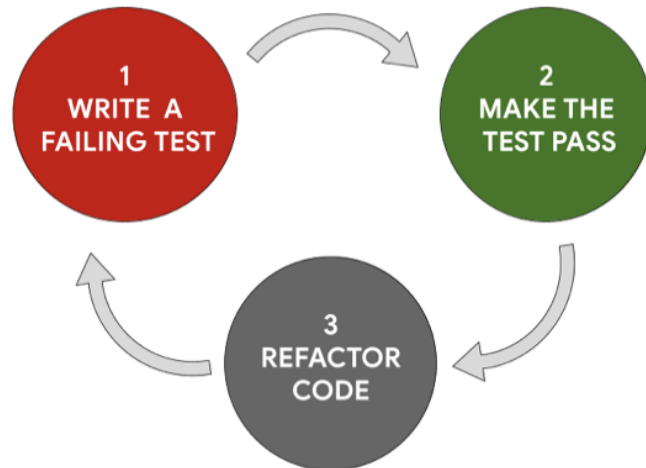 1
WRITE A
FAILING TEST
2
MAKE THE
TEST PASS
3
REFACTOR
CODE